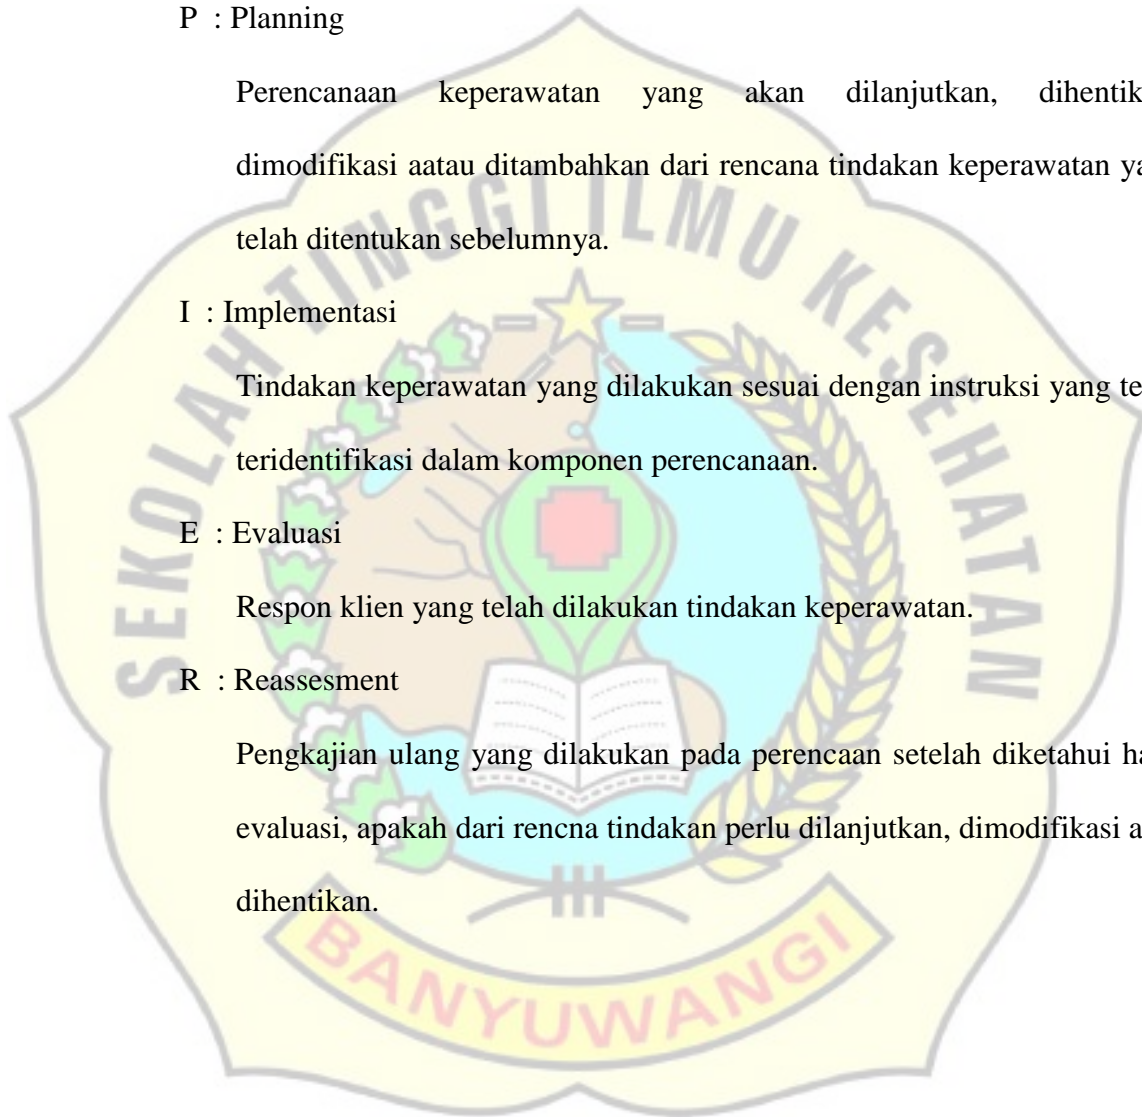 P : Planning
Perencanaan keperawatan yang akan dilanjutkan, dihentik
dimodifikasi aatau ditambahkan dari rencana tindakan keperawatan ya
telah ditentukan sebelumnya.
I : Implementasi
Tindakan keperawatan yang dilakukan sesuai dengan instruksi yang te
teridentifikasi dalam komponen perencanaan.
E : Evaluasi
Respon klien yang telah dilakukan tindakan keperawatan.
R : Reassesment
Pengkajian ulang yang dilakukan pada perencaan setelah diketahui ha
evaluasi, apakah dari rencna tindakan perlu dilanjutkan, dimodifikasi a
dihentikan.
SEKOLAH TINGGI ILMU KESEHATAN
BANYUWANGI